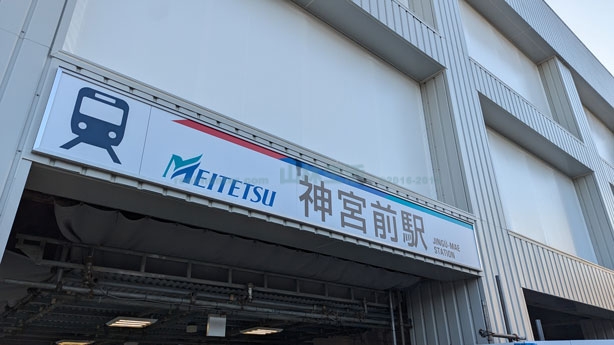 MEITETSU
神宮前駅
JINGU-MAE
STATION